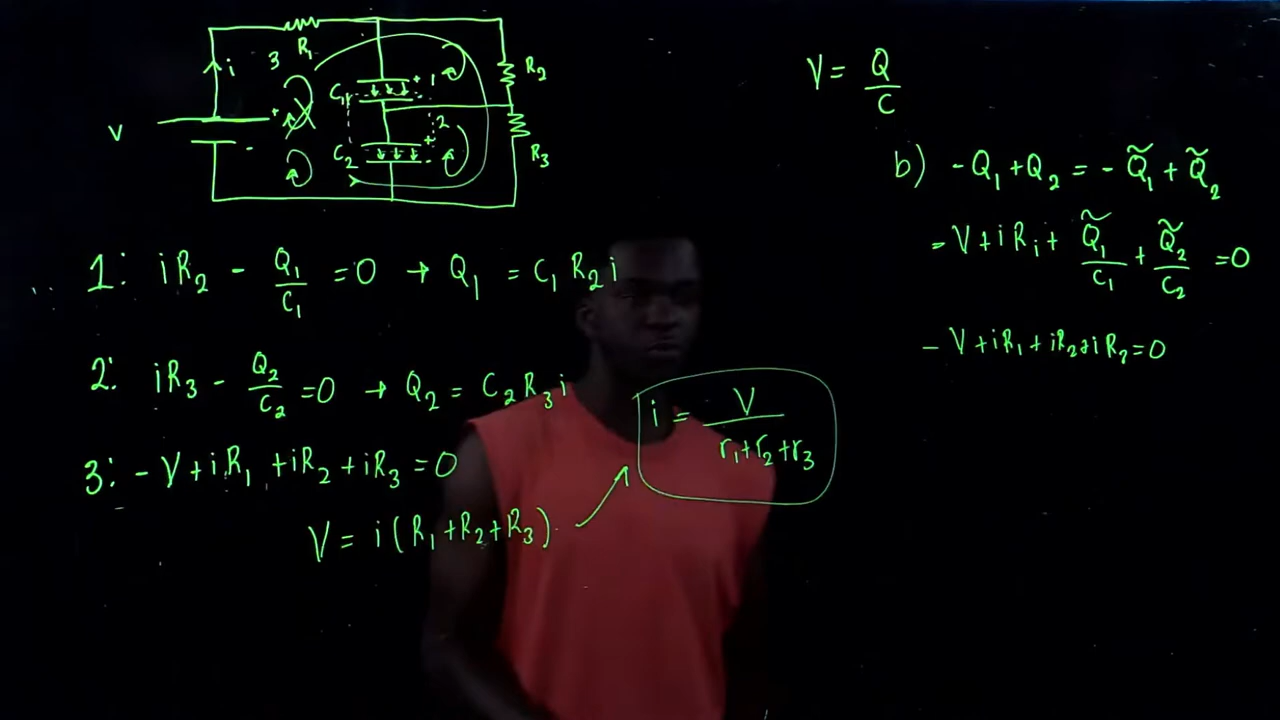 R₁
3
i
V
+
-
C₁
+ 1
R₂
2
C₂
+
R₃
1: iR₂ - Q₁/C₁ = 0 → Q₁ = C₁ R₂ i
2: iR₃ - Q₂/C₂ = 0 → Q₂ = C₂ R₃ i
3: - V + iR₁ + iR₂ + iR₃ = 0
V = i (R₁ + R₂ + R₃)
i = V/(r₁ + r₂ + r₃)
V = Q/C
b) - Q₁ + Q₂ = - Q̃₁ + Q̃₂
- V + i R₁ + Q̃₁/C₁ + Q̃₂/C₂ = 0
- V + iR₁ + iR₂ + iR₂ = 0